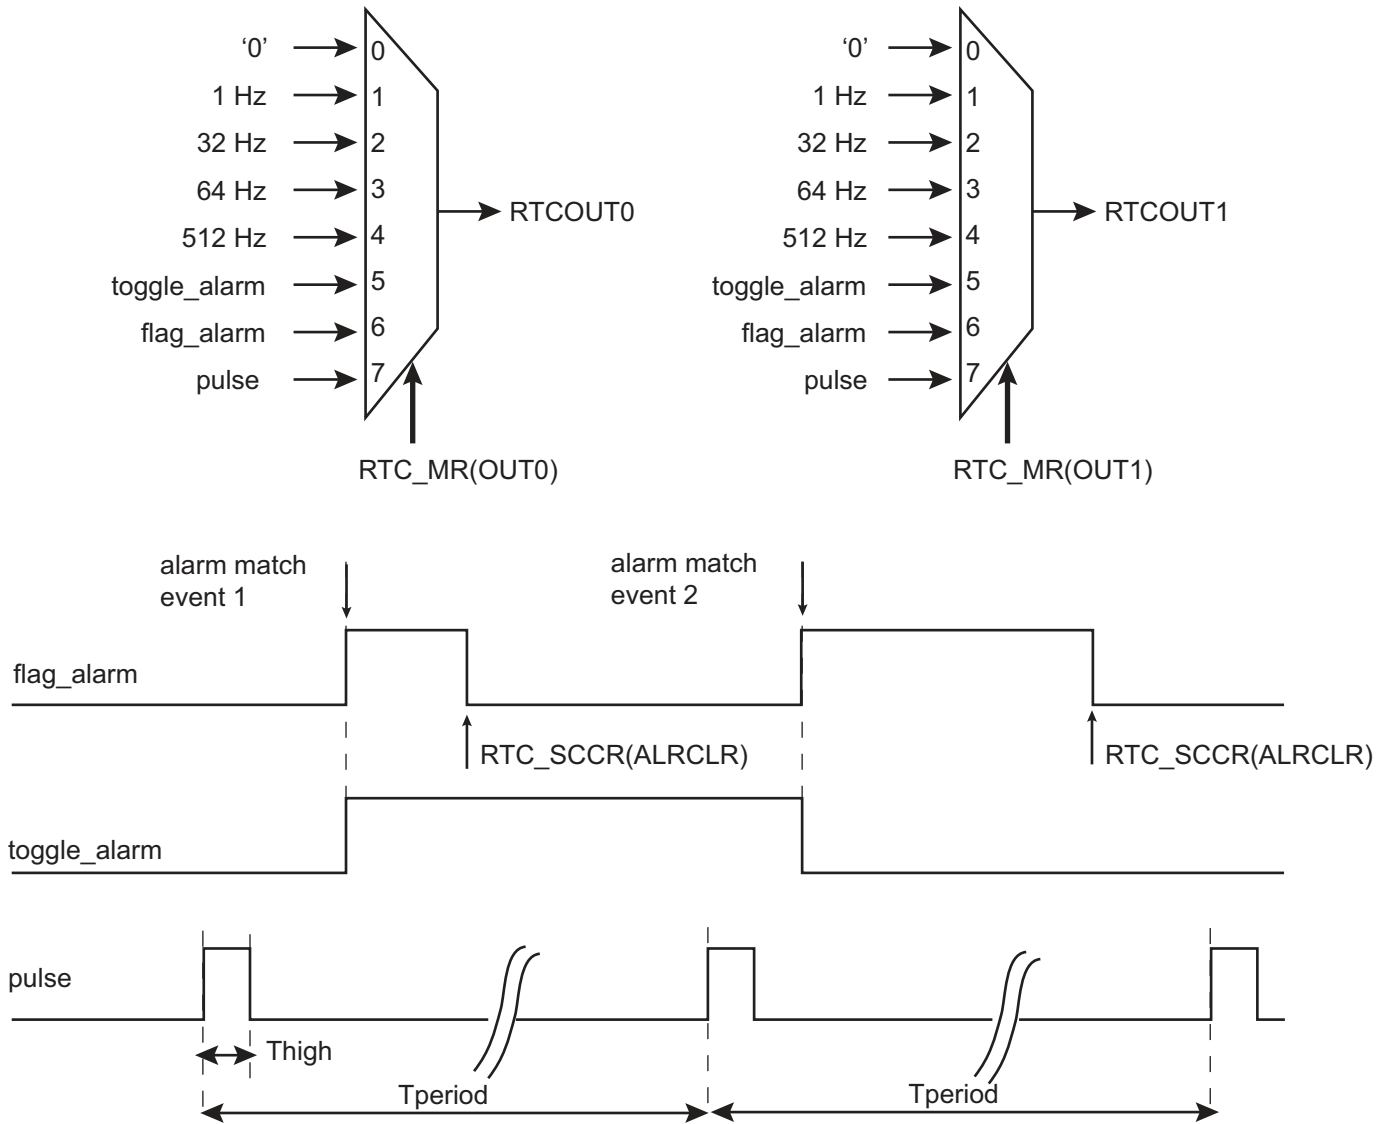 ‘0’
0
1 Hz
1
32 Hz
2
64 Hz
3
512 Hz
4
toggle_alarm
5
flag_alarm
6
pulse
7
RTCOUT0
RTC_MR(OUT0)
‘0’
0
1 Hz
1
32 Hz
2
64 Hz
3
512 Hz
4
toggle_alarm
5
flag_alarm
6
pulse
7
RTCOUT1
RTC_MR(OUT1)
alarm match
event 1
alarm match
event 2
flag_alarm
RTC_SCCR(ALRCLR)
RTC_SCCR(ALRCLR)
toggle_alarm
pulse
Thigh
Tperiod
Tperiod